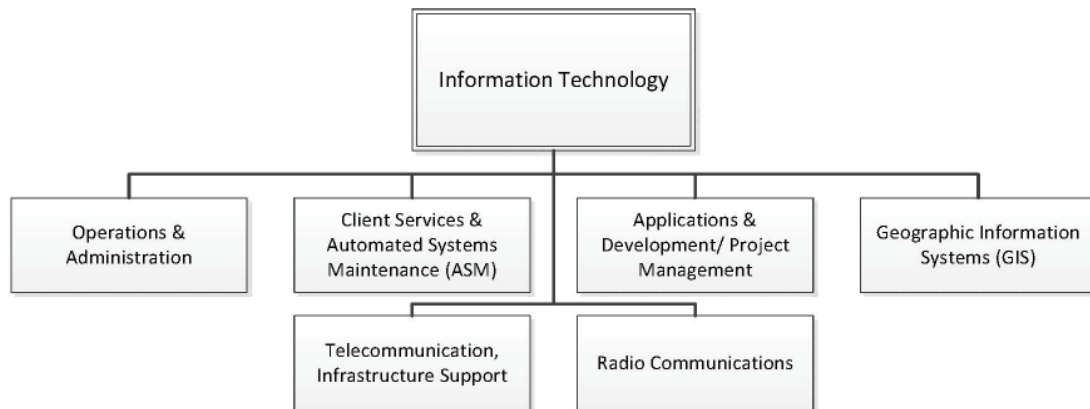 Information Technology
Operations &
Administration
Client Services &
Automated Systems
Maintenance (ASM)
Applications &
Development/ Project
Management
Geographic Information
Systems (GIS)
Telecommunication,
Infrastructure Support
Radio Communications